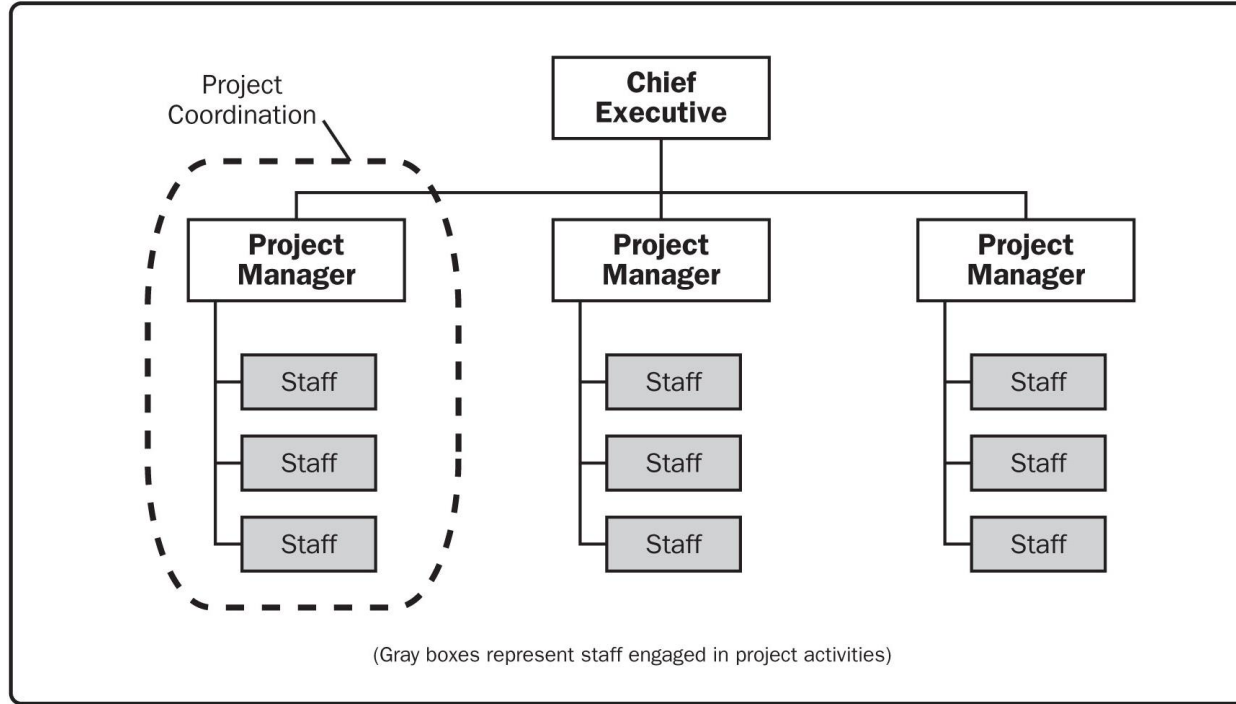 Project
Coordination
Chief
Executive
Project
Manager
Project
Manager
Project
Manager
Staff
Staff
Staff
Staff
Staff
Staff
Staff
Staff
Staff
(Gray boxes represent staff engaged in project activities)